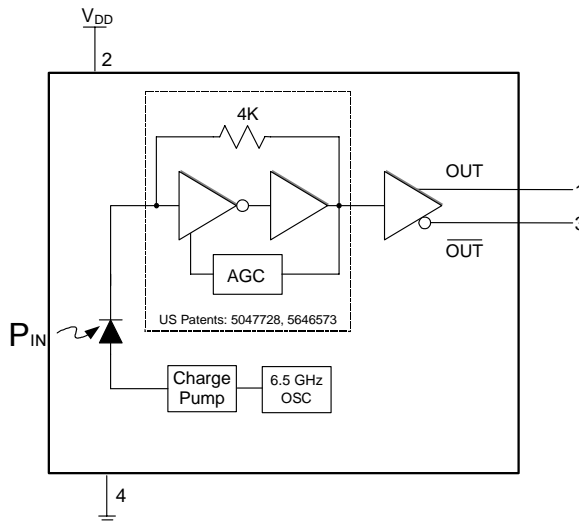 VDD
2
4K
OUT
1
3
OUT
AGC
US Patents: 5047728, 5646573
PIN
Charge
Pump
6.5 GHz
OSC
4